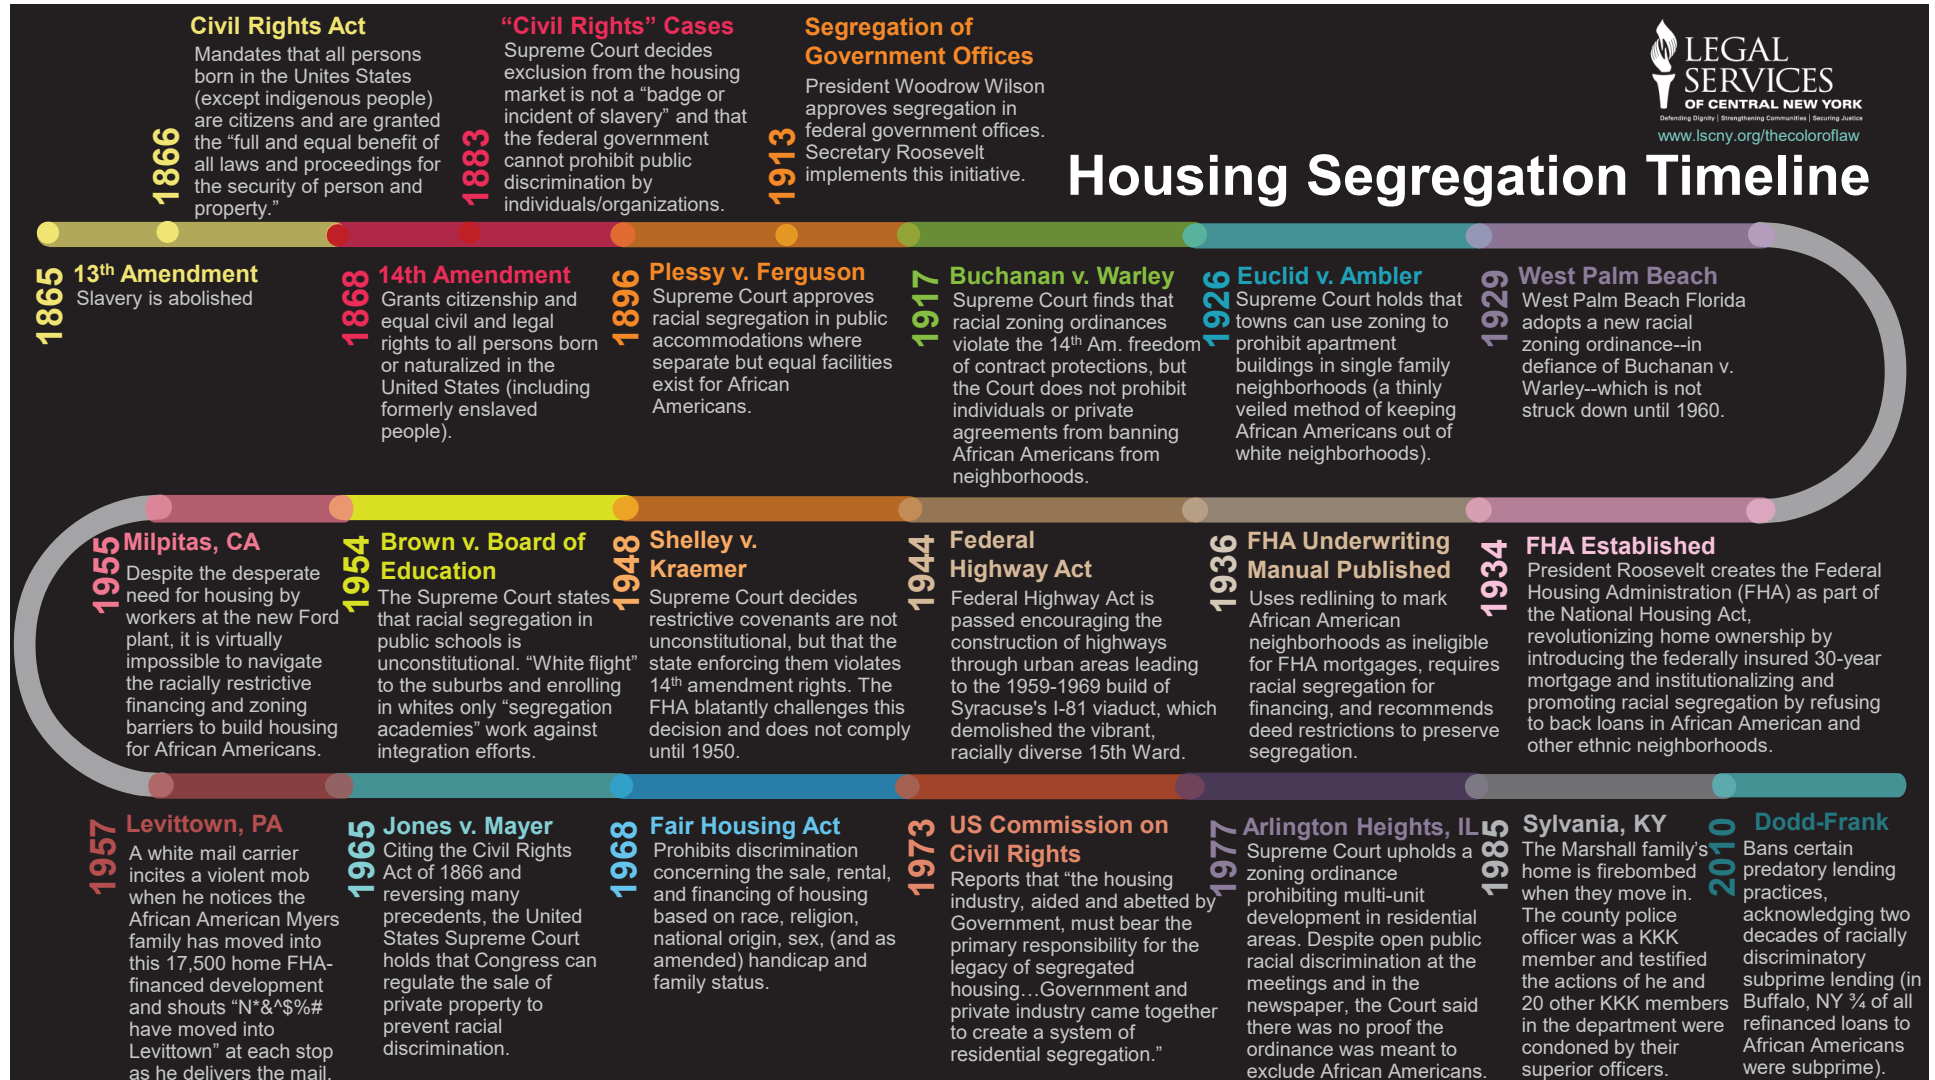 Civil Rights Act
Mandates that all persons
born in the Unites States
(except indigenous people)
are citizens and are granted
the “full and equal benefit of
all laws and proceedings for
the security of person and
property.”
1866
“Civil Rights” Cases
Supreme Court decides
exclusion from the housing
market is not a “badge or
incident of slavery” and that
the federal government
cannot prohibit public
discrimination by
individuals/organizations.
1883
Segregation of
Government Offices
President Woodrow Wilson
approves segregation in
federal government offices.
Secretary Roosevelt
implements this initiative.
1913
LEGAL
SERVICES
OF CENTRAL NEW YORK
Defending Dignity | Strengthening Communities | Securing Justice
www.lscny.org/thecoloroflaw
Housing Segregation Timeline
1865
13th Amendment
Slavery is abolished
1868
14th Amendment
Grants citizenship and
equal civil and legal
rights to all persons born
or naturalized in the
United States (including
formerly enslaved
people).
1896
Plessy v. Ferguson
Supreme Court approves
racial segregation in public
accommodations where
separate but equal facilities
exist for African
Americans.
1917
Buchanan v. Warley
Supreme Court finds that
racial zoning ordinances
violate the 14th Am. freedom
of contract protections, but
the Court does not prohibit
individuals or private
agreements from banning
African Americans from
neighborhoods.
1926
Euclid v. Ambler
Supreme Court holds that
towns can use zoning to
prohibit apartment
buildings in single family
neighborhoods (a thinly
veiled method of keeping
African Americans out of
white neighborhoods).
1929
West Palm Beach
West Palm Beach Florida
adopts a new racial
zoning ordinance--in
defiance of Buchanan v.
Warley--which is not
struck down until 1960.
1955
Milpitas, CA
Despite the desperate
need for housing by
workers at the new Ford
plant, it is virtually
impossible to navigate
the racially restrictive
financing and zoning
barriers to build housing
for African Americans.
1954
Brown v. Board of
Education
The Supreme Court states
that racial segregation in
public schools is
unconstitutional. “White flight”
to the suburbs and enrolling
in whites only “segregation
academies” work against
integration efforts.
1948
Shelley v.
Kraemer
Supreme Court decides
restrictive covenants are not
unconstitutional, but that the
state enforcing them violates
14th amendment rights. The
FHA blatantly challenges this
decision and does not comply
until 1950.
1944
Federal
Highway Act
Federal Highway Act is
passed encouraging the
construction of highways
through urban areas leading
to the 1959-1969 build of
Syracuse's I-81 viaduct, which
demolished the vibrant,
racially diverse 15th Ward.
1936
FHA Underwriting
Manual Published
Uses redlining to mark
African American
neighborhoods as ineligible
for FHA mortgages, requires
racial segregation for
financing, and recommends
deed restrictions to preserve
segregation.
1934
FHA Established
President Roosevelt creates the Federal
Housing Administration (FHA) as part of
the National Housing Act,
revolutionizing home ownership by
introducing the federally insured 30-year
mortgage and institutionalizing and
promoting racial segregation by refusing
to back loans in African American and
other ethnic neighborhoods.
1957
Levittown, PA
A white mail carrier
incites a violent mob
when he notices the
African American Myers
family has moved into
this 17,500 home FHA-
financed development
and shouts “N*&^$%#
have moved into
Levittown” at each stop
as he delivers the mail.
1965
Jones v. Mayer
Citing the Civil Rights
Act of 1866 and
reversing many
precedents, the United
States Supreme Court
holds that Congress can
regulate the sale of
private property to
prevent racial
discrimination.
1968
Fair Housing Act
Prohibits discrimination
concerning the sale, rental,
and financing of housing
based on race, religion,
national origin, sex, (and as
amended) handicap and
family status.
1973
US Commission on
Civil Rights
Reports that “the housing
industry, aided and abetted by
Government, must bear the
primary responsibility for the
legacy of segregated
housing…Government and
private industry came together
to create a system of
residential segregation.”
1977
Arlington Heights, IL
Supreme Court upholds a
zoning ordinance
prohibiting multi-unit
development in residential
areas. Despite open public
racial discrimination at the
meetings and in the
newspaper, the Court said
there was no proof the
ordinance was meant to
exclude African Americans.
1985
Sylvania, KY
The Marshall family’s
home is firebombed
when they move in.
The county police
officer was a KKK
member and testified
the actions of he and
20 other KKK members
in the department were
condoned by their
superior officers.
2010
Dodd-Frank
Bans certain
predatory lending
practices,
acknowledging two
decades of racially
discriminatory
subprime lending (in
Buffalo, NY ¾ of all
refinanced loans to
African Americans
were subprime).